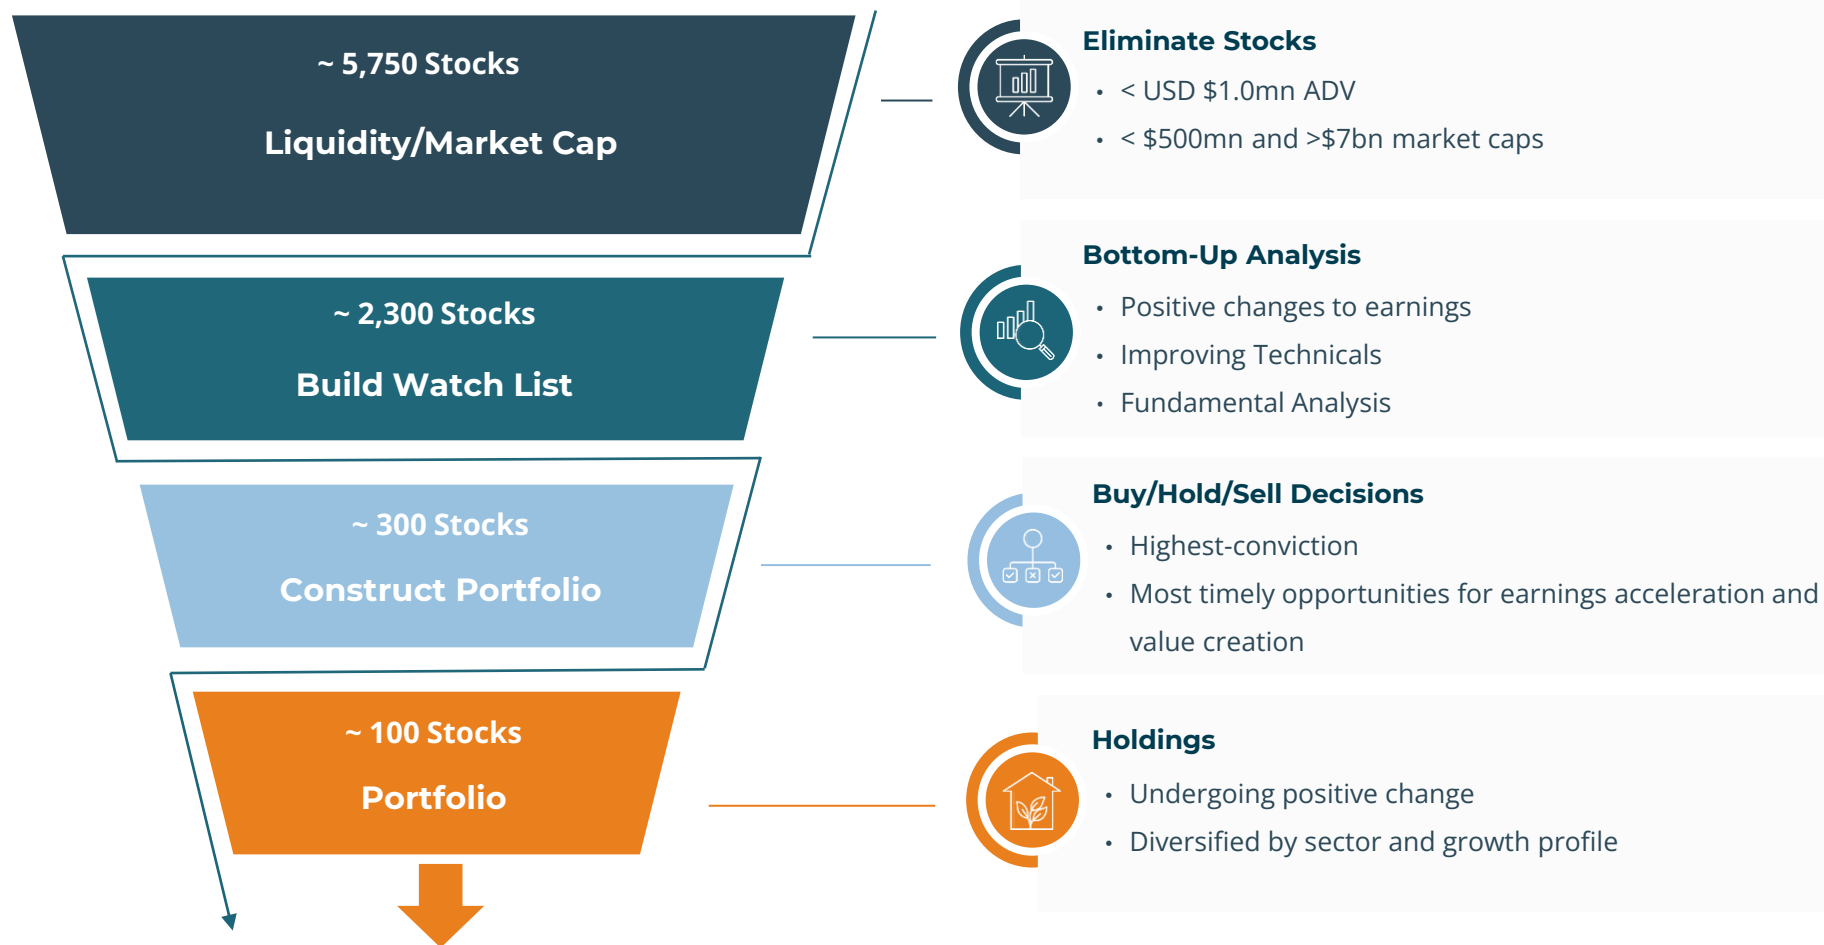 ~ 5,750 Stocks
Liquidity/Market Cap
Eliminate Stocks
• < USD $1.0mn ADV
• < $500mn and >$7bn market caps
~ 2,300 Stocks
Build Watch List
Bottom-Up Analysis
• Positive changes to earnings
• Improving Technicals
• Fundamental Analysis
~ 300 Stocks
Construct Portfolio
Buy/Hold/Sell Decisions
• Highest-conviction
• Most timely opportunities for earnings acceleration and
value creation
~ 100 Stocks
Portfolio
Holdings
• Undergoing positive change
• Diversified by sector and growth profile